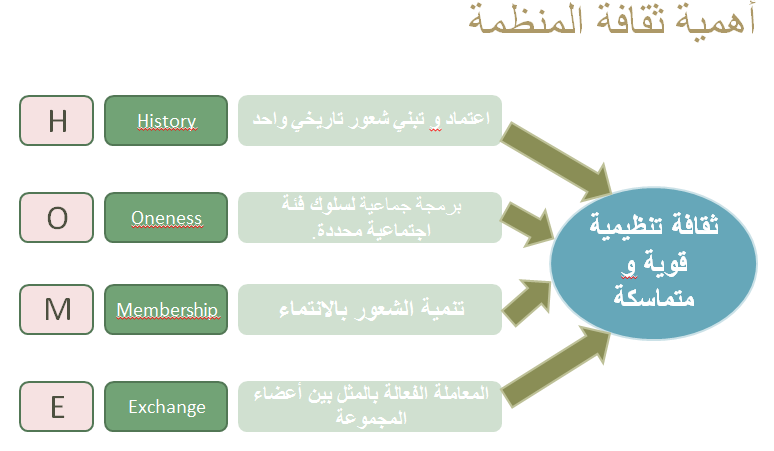 أهمية ثقافة المنظمة
H
History
اعتماد و تبني شعور تاريخي واحد
O
Oneness
برمجة جماعية لسلوك فئة
اجتماعية محددة.
M
Membership
تنمية الشعور بالانتماء
E
Exchange
المعاملة الفعالة بالمثل بين أعضاء
المجموعة
ثقافة تنظيمية
قوية و
متماسكة